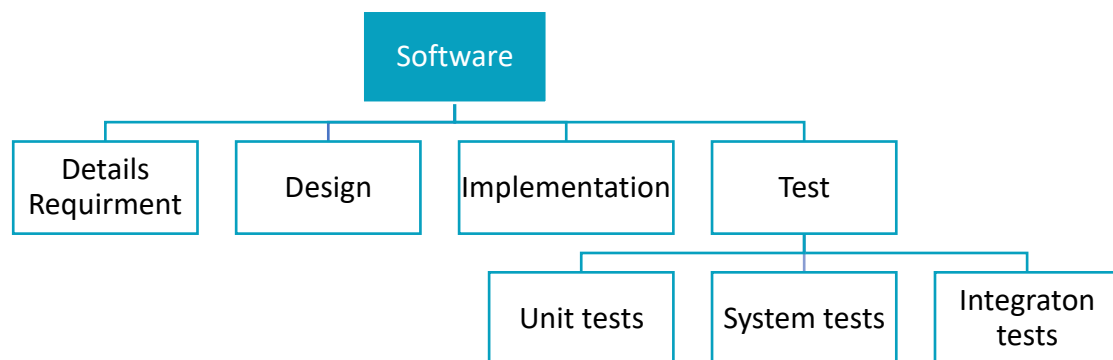 Software
Details
Requirment
Design
Implementation
Test
Unit tests
System tests
Integraton
tests